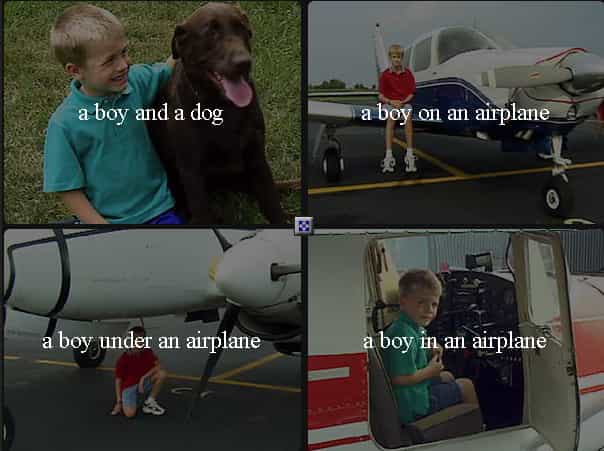 a boy and a dog
a boy on an airplane
a boy under an airplane
a boy in an airplane